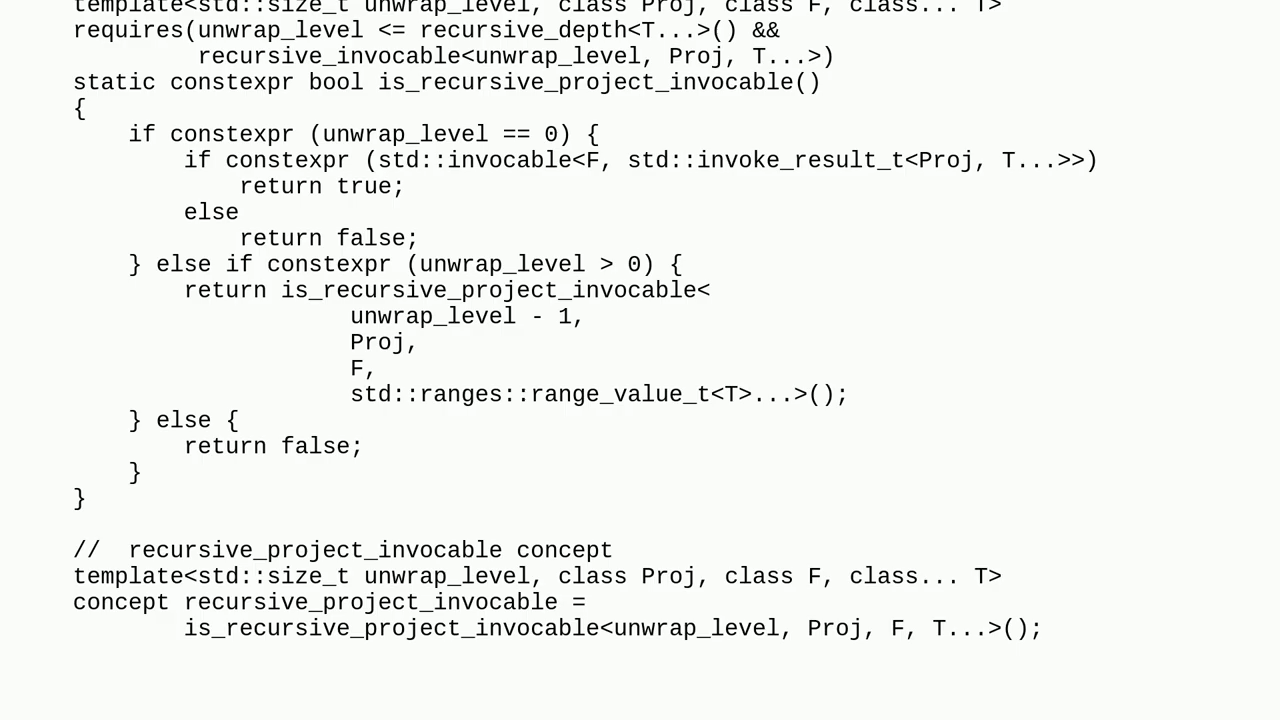 template<std::size_t unwrap_level, class Proj, class F, class... T>
requires(unwrap_level <= recursive_depth<T...>() &&
         recursive_invocable<unwrap_level, Proj, T...>)
static constexpr bool is_recursive_project_invocable()
{
    if constexpr (unwrap_level == 0) {
        if constexpr (std::invocable<F, std::invoke_result_t<Proj, T...>>)
            return true;
        else
            return false;
    } else if constexpr (unwrap_level > 0) {
        return is_recursive_project_invocable<
                    unwrap_level - 1,
                    Proj,
                    F,
                    std::ranges::range_value_t<T>...>();
    } else {
        return false;
    }
}

//  recursive_project_invocable concept
template<std::size_t unwrap_level, class Proj, class F, class... T>
concept recursive_project_invocable =
        is_recursive_project_invocable<unwrap_level, Proj, F, T...>();